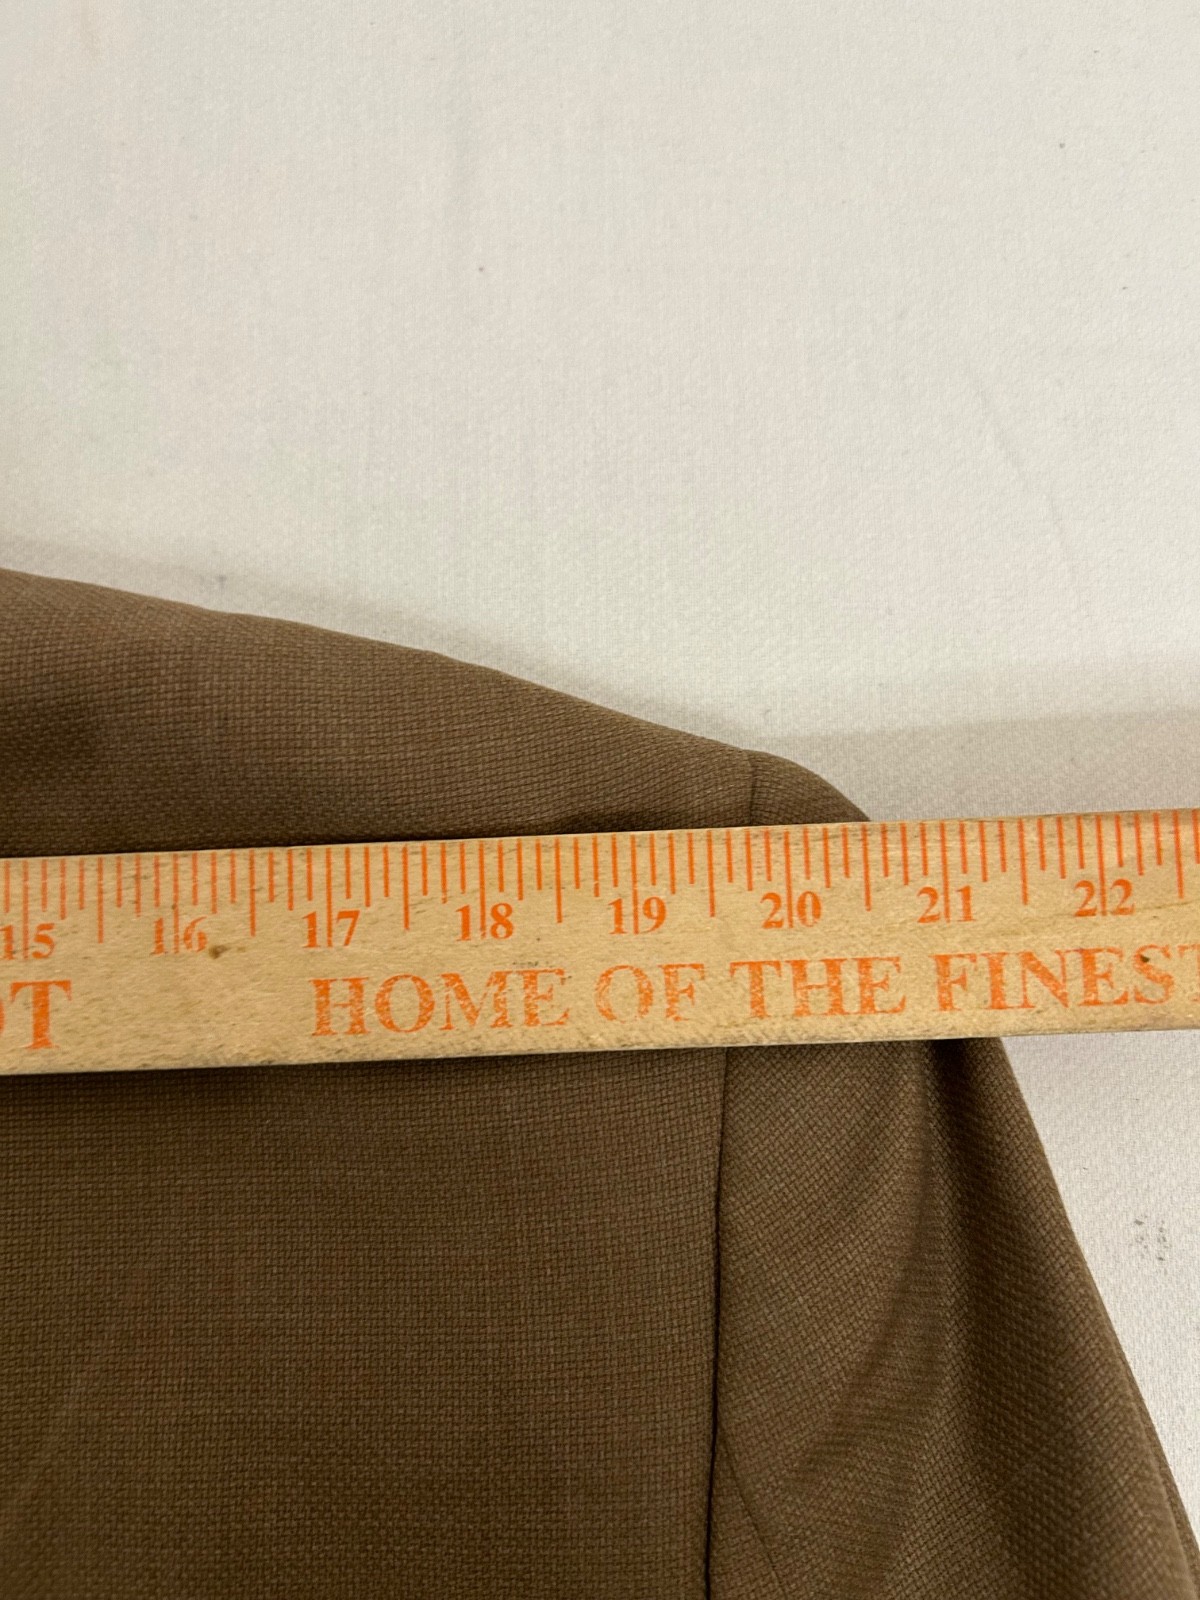 15 16 17 18 19 20 21 22
OT HOME OF THE FINEST